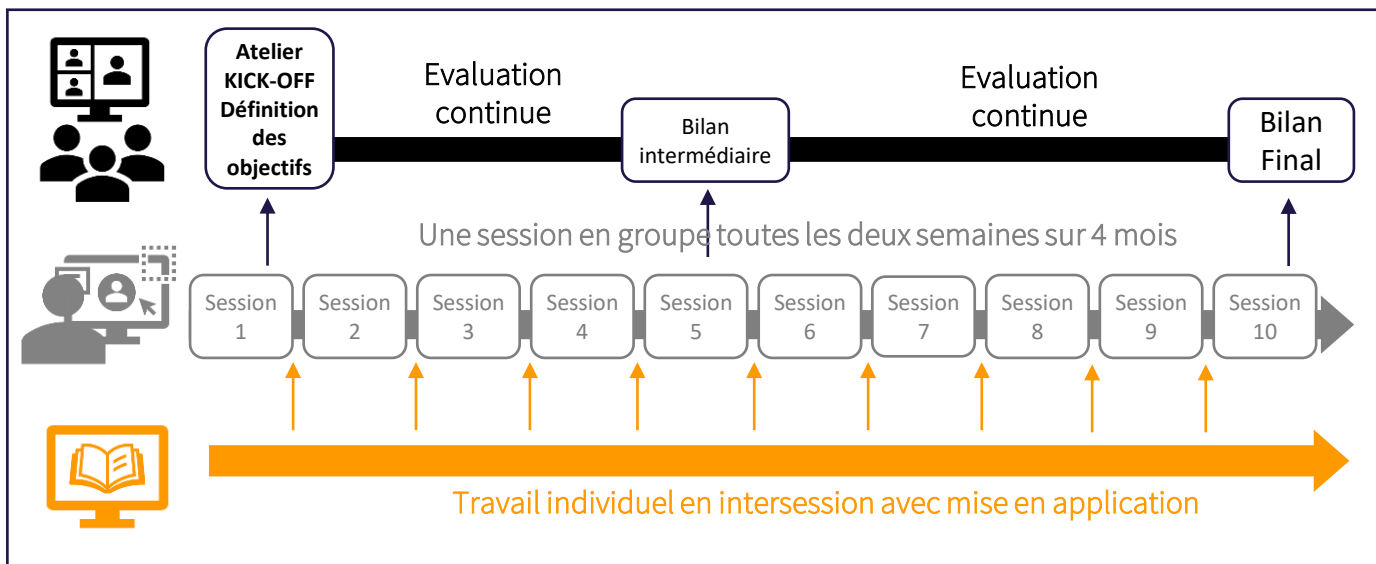 Atelier
KICK-OFF
Définition
des
objectifs
Evaluation
continue
Bilan
intermédiaire
Evaluation
continue
Bilan
Final
Une session en groupe toutes les deux semaines sur 4 mois
Session
1
Session
2
Session
3
Session
4
Session
5
Session
6
Session
7
Session
8
Session
9
Session
10
Travail individuel en intersession avec mise en application